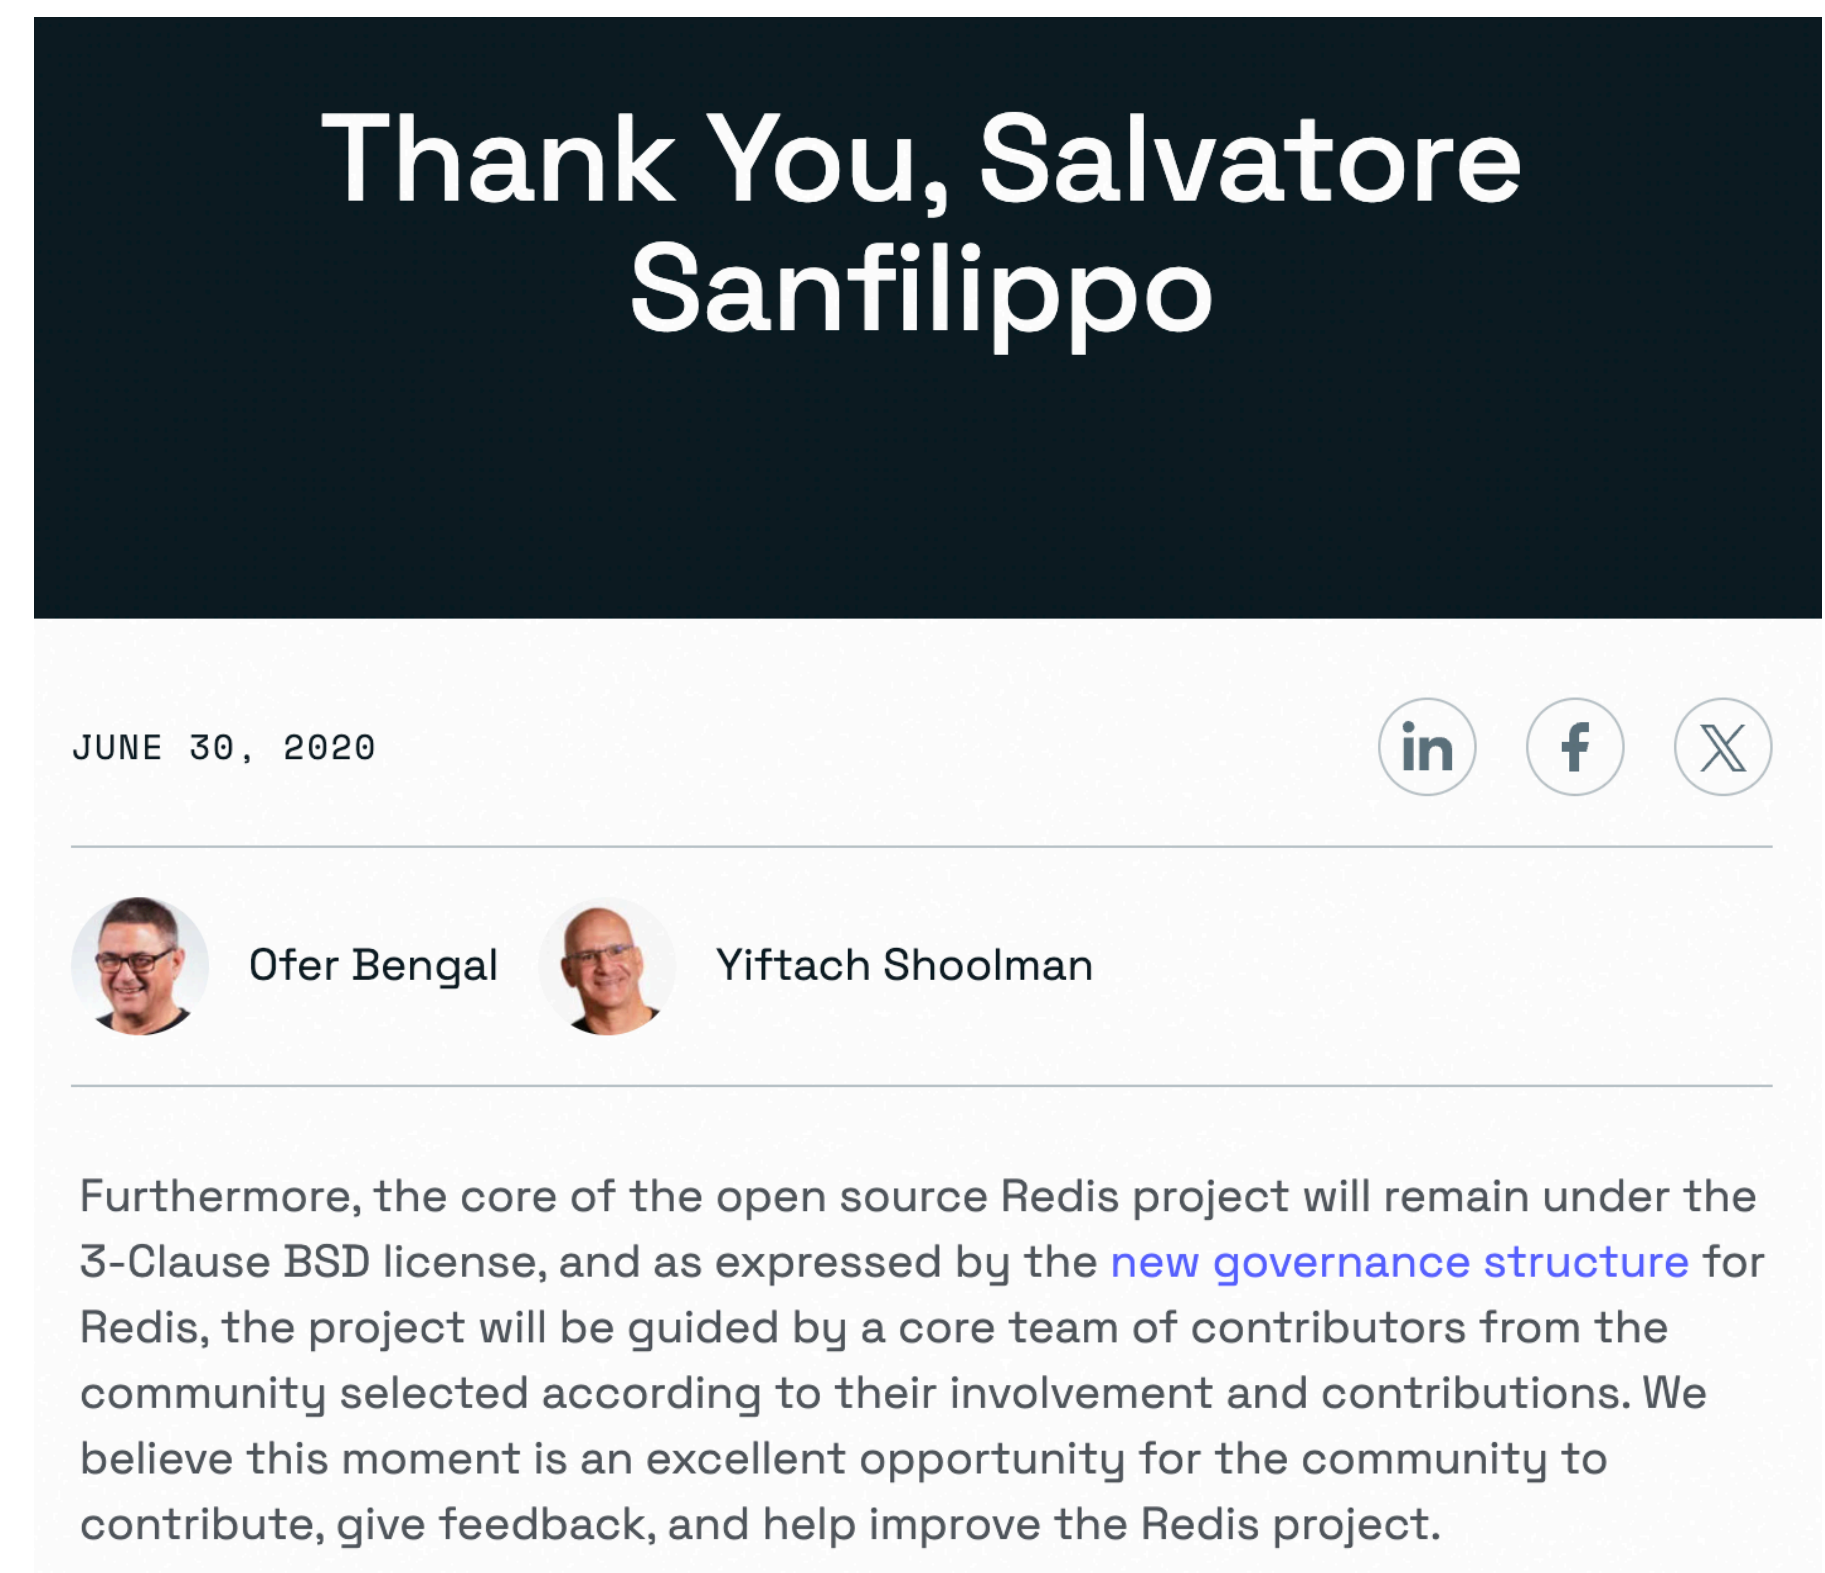 Thank You, Salvatore
Sanfilippo
JUNE 30, 2020
in
f
X
Ofer Bengal
Yiftach Shoolman
Furthermore, the core of the open source Redis project will remain under the
3-Clause BSD license, and as expressed by the new governance structure for
Redis, the project will be guided by a core team of contributors from the
community selected according to their involvement and contributions. We
believe this moment is an excellent opportunity for the community to
contribute, give feedback, and help improve the Redis project.